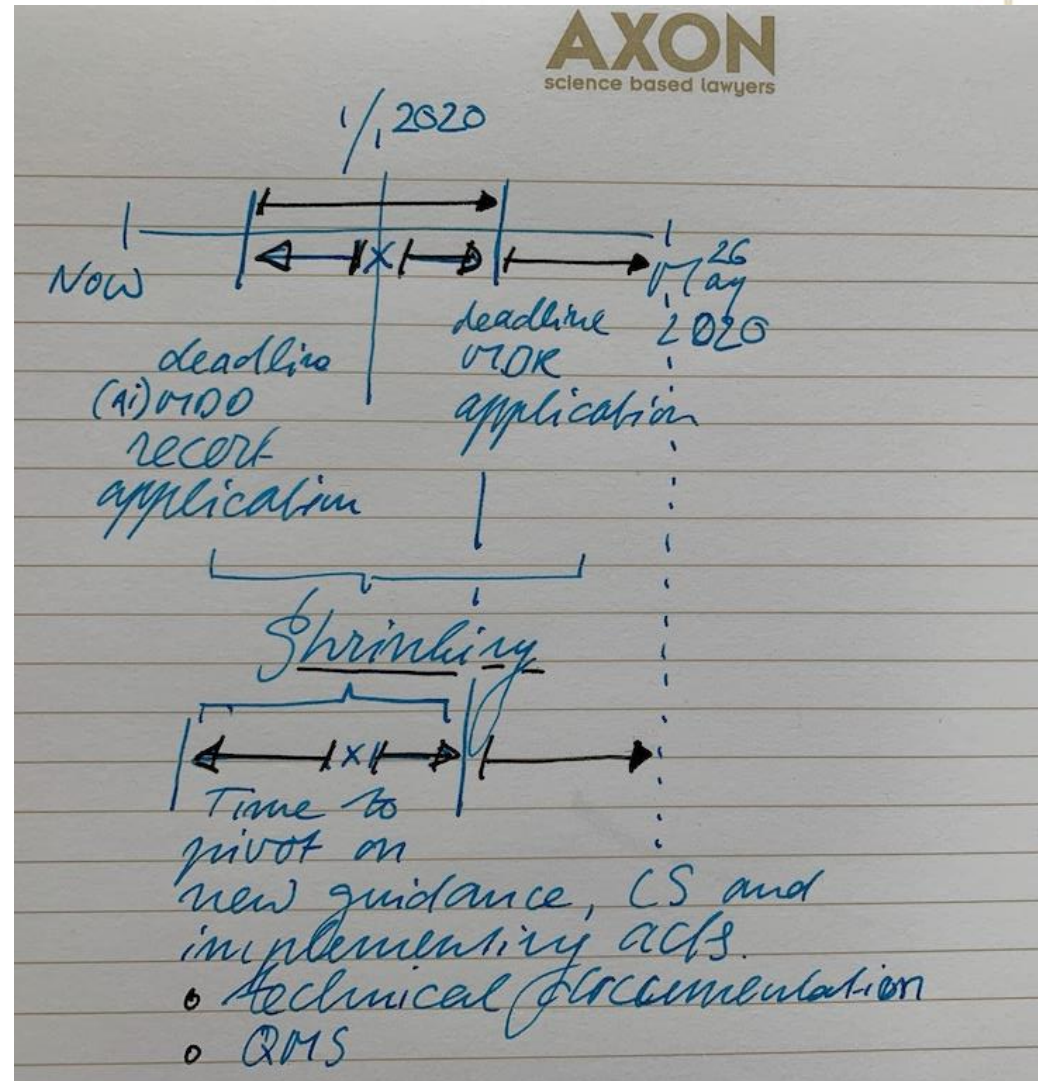 AXON
science based lawyers
1/1 2020
Now
26
May
2020
deadline
(Ai)MDD
recert
application
deadline
MDR
application
Shrinking
Time to
pivot on
new guidance, CS and
implementing acts.
technical documentation
QMS